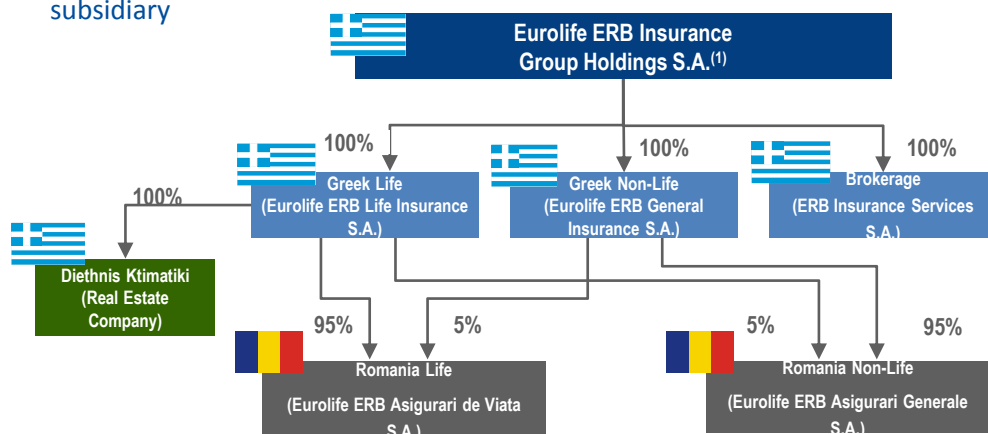 subsidiary
Eurolife ERB Insurance
Group Holdings S.A.(1)
100%
100%
100%
Greek Life
(Eurolife ERB Life Insurance
S.A.)
Greek Non-Life
(Eurolife ERB General
Insurance S.A.)
Brokerage
(ERB Insurance Services
S.A.)
100%
Diethnis Ktimatiki
(Real Estate
Company)
95%
5%
5%
95%
Romania Life
(Eurolife ERB Asigurari de Viata
S.A.)
Romania Non-Life
(Eurolife ERB Asigurari Generale
S.A.)